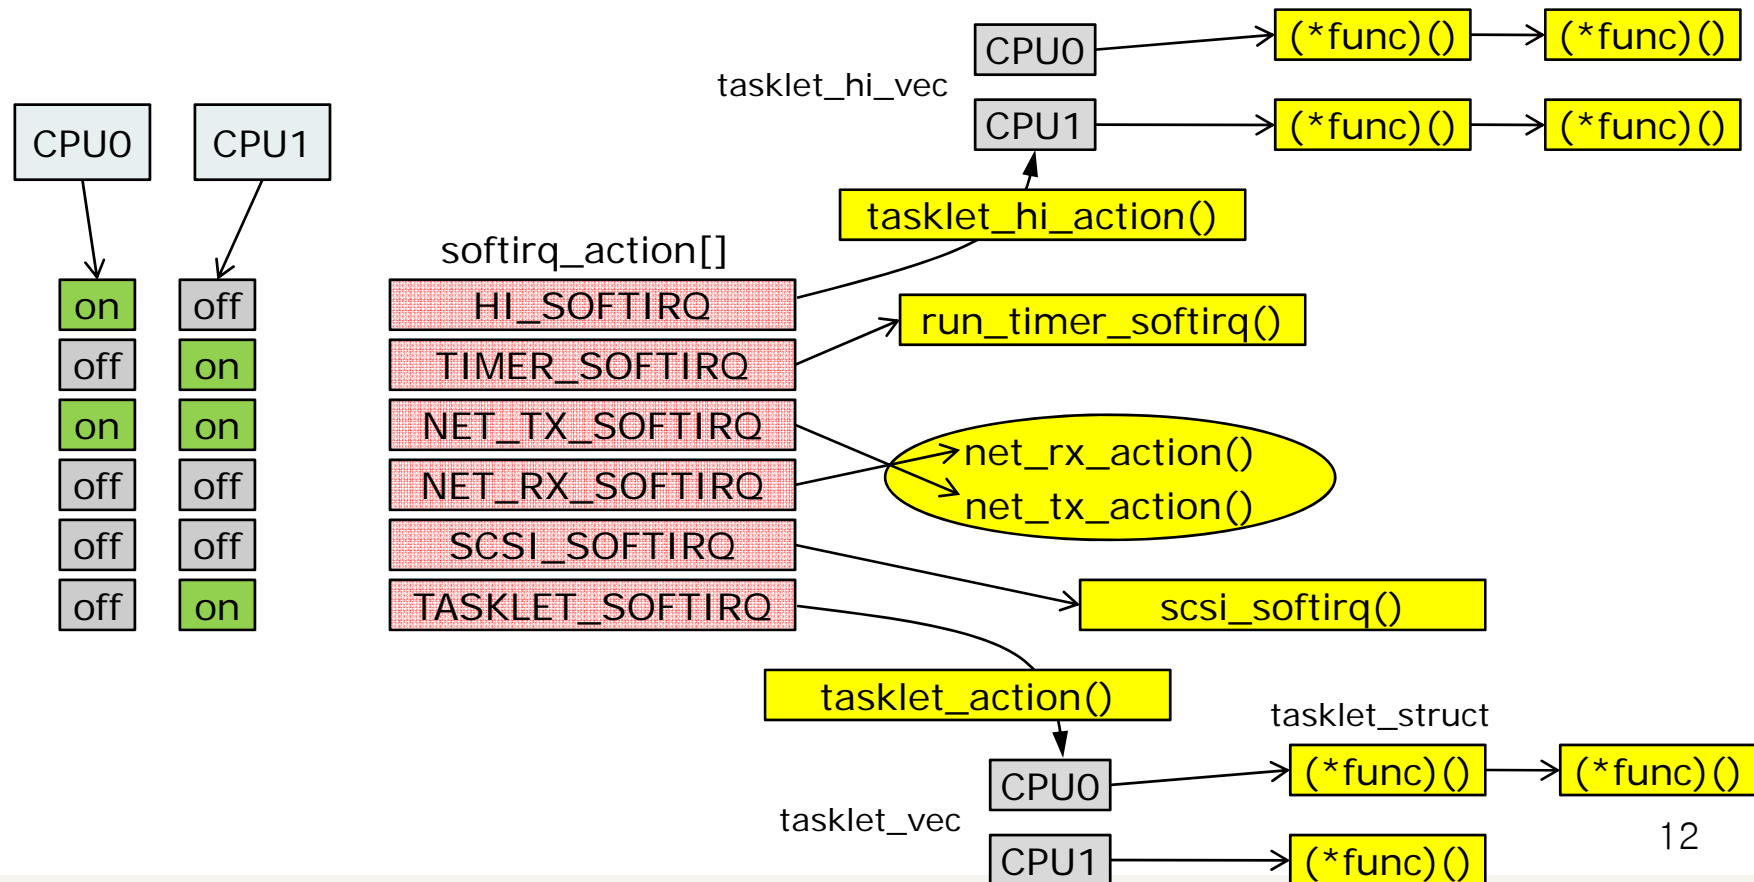 CPU0 (*func)() (*func)()
tasklet_hi_vec
CPU1 (*func)() (*func)()
CPU0 CPU1
tasklet_hi_action()
softirq_action[]
on off HI_SOFTIRQ
run_timer_softirq()
off on TIMER_SOFTIRQ
on on NET_TX_SOFTIRQ
net_rx_action()
off off NET_RX_SOFTIRQ
net_tx_action()
off off SCSI_SOFTIRQ
off on TASKLET_SOFTIRQ scsi_softirq()
tasklet_action()
tasklet_struct
CPU0 (*func)() (*func)()
tasklet_vec
12
CPU1 (*func)()